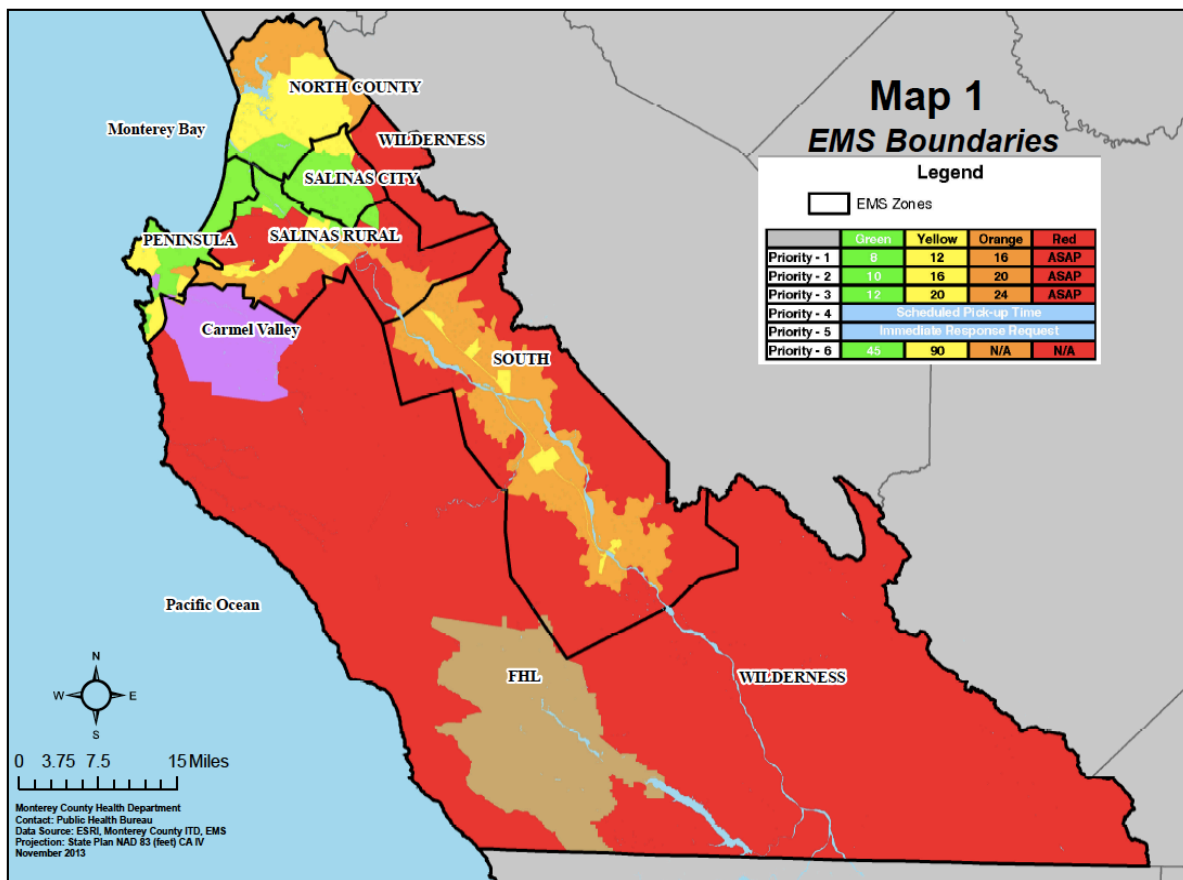 Map 1
EMS Boundaries
Legend
EMS Zones
Green Yellow Orange Red
Priority - 1 8 12 16 ASAP
Priority - 2 10 16 20 ASAP
Priority - 3 12 20 24 ASAP
Priority - 4 Scheduled Pick-up Time
Priority - 5 Immediate Response Request
Priority - 6 45 90 N/A N/A
NORTH COUNTY
Monterey Bay
WILDERNESS
SALINAS CITY
PENINSULA
SALINAS RURAL
Carmel Valley
SOUTH
Pacific Ocean
FHL
WILDERNESS
N
W E
S
0 3.75 7.5 15 Miles
Monterey County Health Department
Contact: Public Health Bureau
Data Source: ESRI, Monterey County ITD, EMS
Projection: State Plan NAD 83 (feet) CA IV
November 2013